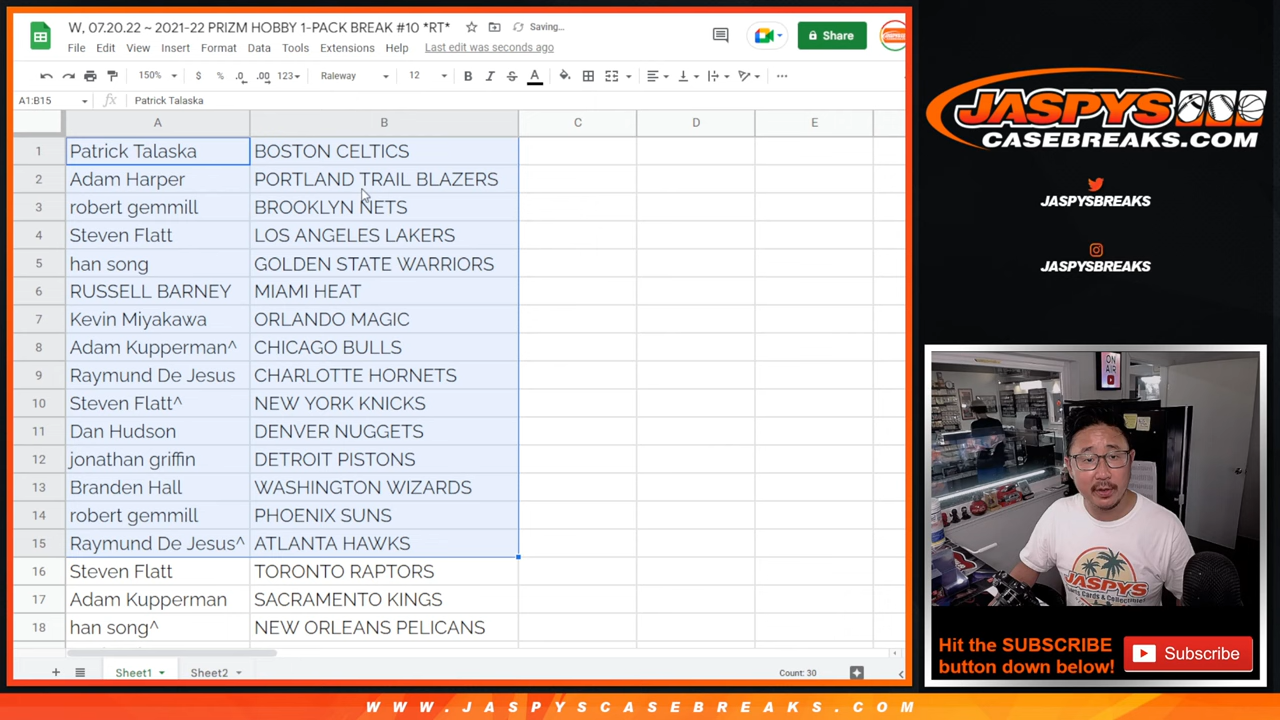 W, 07.20.22 ~ 2021-22 PRIZM HOBBY 1-PACK BREAK #10 *RT*
Saving...
Share
File Edit View Insert Format Data Tools Extensions Help Last edit was seconds ago
150% $ % .0 .00 123 Raleway 12 B I S A
A1:B15 fx Patrick Talaska
A B C D E
1 Patrick Talaska BOSTON CELTICS
2 Adam Harper PORTLAND TRAIL BLAZERS
3 robert gemmill BROOKLYN NETS
4 Steven Flatt LOS ANGELES LAKERS
5 han song GOLDEN STATE WARRIORS
6 RUSSELL BARNEY MIAMI HEAT
7 Kevin Miyakawa ORLANDO MAGIC
8 Adam Kupperman^ CHICAGO BULLS
9 Raymund De Jesus CHARLOTTE HORNETS
10 Steven Flatt^ NEW YORK KNICKS
11 Dan Hudson DENVER NUGGETS
12 jonathan griffin DETROIT PISTONS
13 Branden Hall WASHINGTON WIZARDS
14 robert gemmill PHOENIX SUNS
15 Raymund De Jesus^ ATLANTA HAWKS
16 Steven Flatt TORONTO RAPTORS
17 Adam Kupperman SACRAMENTO KINGS
18 han song^ NEW ORLEANS PELICANS
Sheet1 Sheet2 Count: 30
JASPYS
CASEBREAKS.COM
JASPYSBREAKS
JASPYSBREAKS
ON AIR
JASPYS
Hit the SUBSCRIBE
button down below!
Subscribe
WWW.JASPYSCASEBREAKS.COM